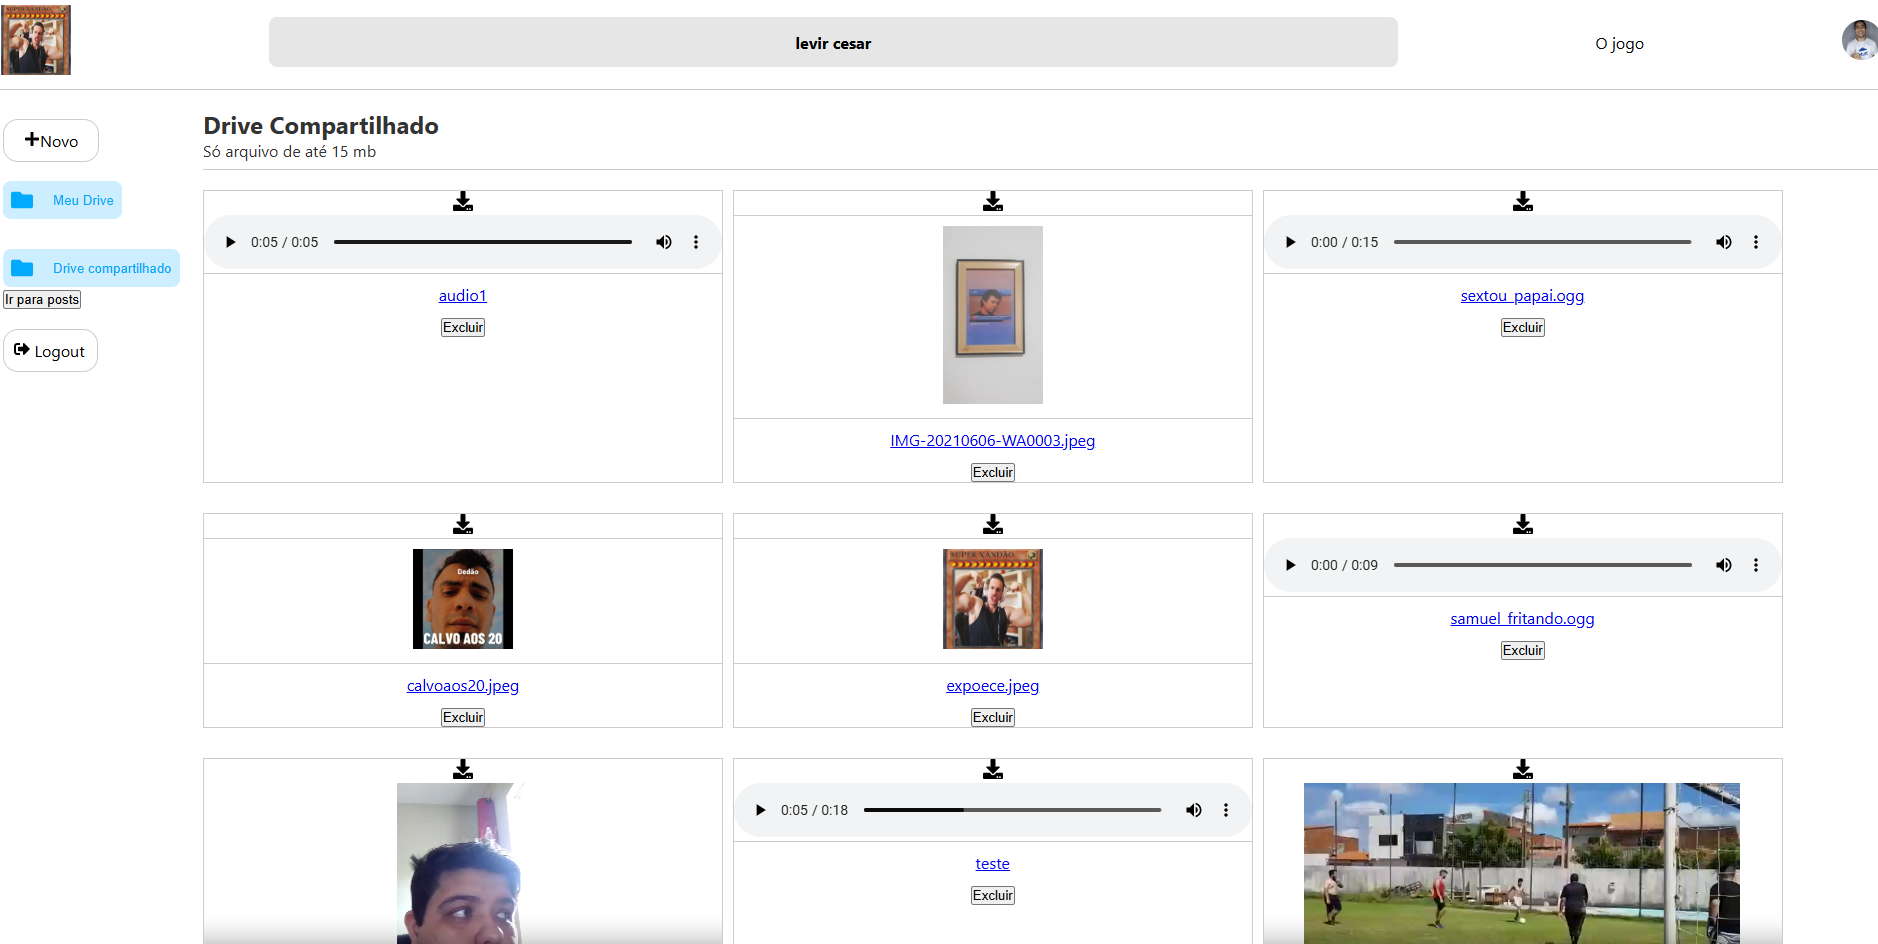 SUPER XANDÃO
levir cesar
O jogo
Novo
Meu Drive
Drive compartilhado
Ir para posts
Logout
Drive Compartilhado
Só arquivo de até 15 mb
0:05 / 0:05
audio1
Excluir
IMG-20210606-WA0003.jpeg
Excluir
0:00 / 0:15
sextou_papai.ogg
Excluir
Dedão
CALVO AOS 20
calvoaos20.jpeg
Excluir
SUPER XANDÃO
expoece.jpeg
Excluir
0:00 / 0:09
samuel_fritando.ogg
Excluir
0:05 / 0:18
teste
Excluir